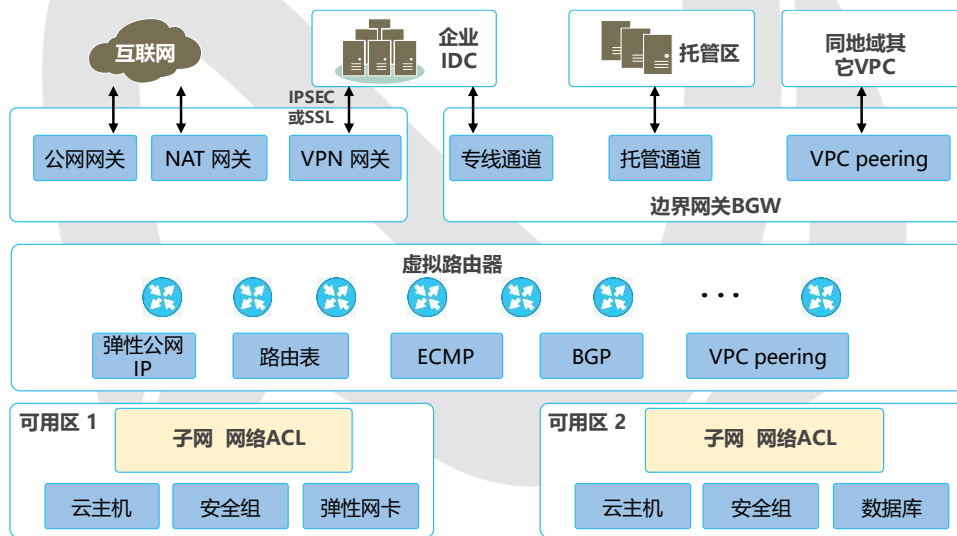 互联网
企业
IDC
托管区
同地域其
它VPC
IPSEC
或SSL
公网网关
NAT 网关
VPN 网关
专线通道
托管通道
VPC peering
边界网关BGW
虚拟路由器
...
弹性公网
IP
路由表
ECMP
BGP
VPC peering
可用区 1
子网 网络ACL
云主机
安全组
弹性网卡
可用区 2
子网 网络ACL
云主机
安全组
数据库